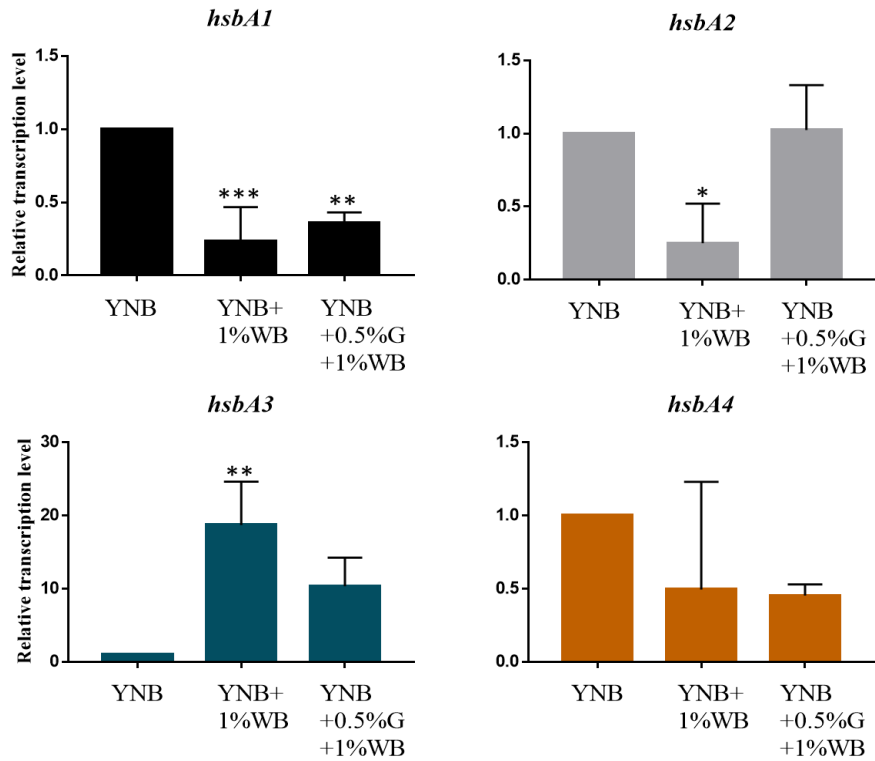 hsbA1
Relative transcription level
1.5
1.0
0.5
0.0
***
**
YNB
YNB+
1%WB
YNB
+0.5%G
+1%WB
hsbA2
1.5
1.0
0.5
0.0
*
YNB
YNB+
1%WB
YNB
+0.5%G
+1%WB
hsbA3
Relative transcription level
30
20
10
0
**
YNB
YNB+
1%WB
YNB
+0.5%G
+1%WB
hsbA4
1.5
1.0
0.5
0.0
YNB
YNB+
1%WB
YNB
+0.5%G
+1%WB